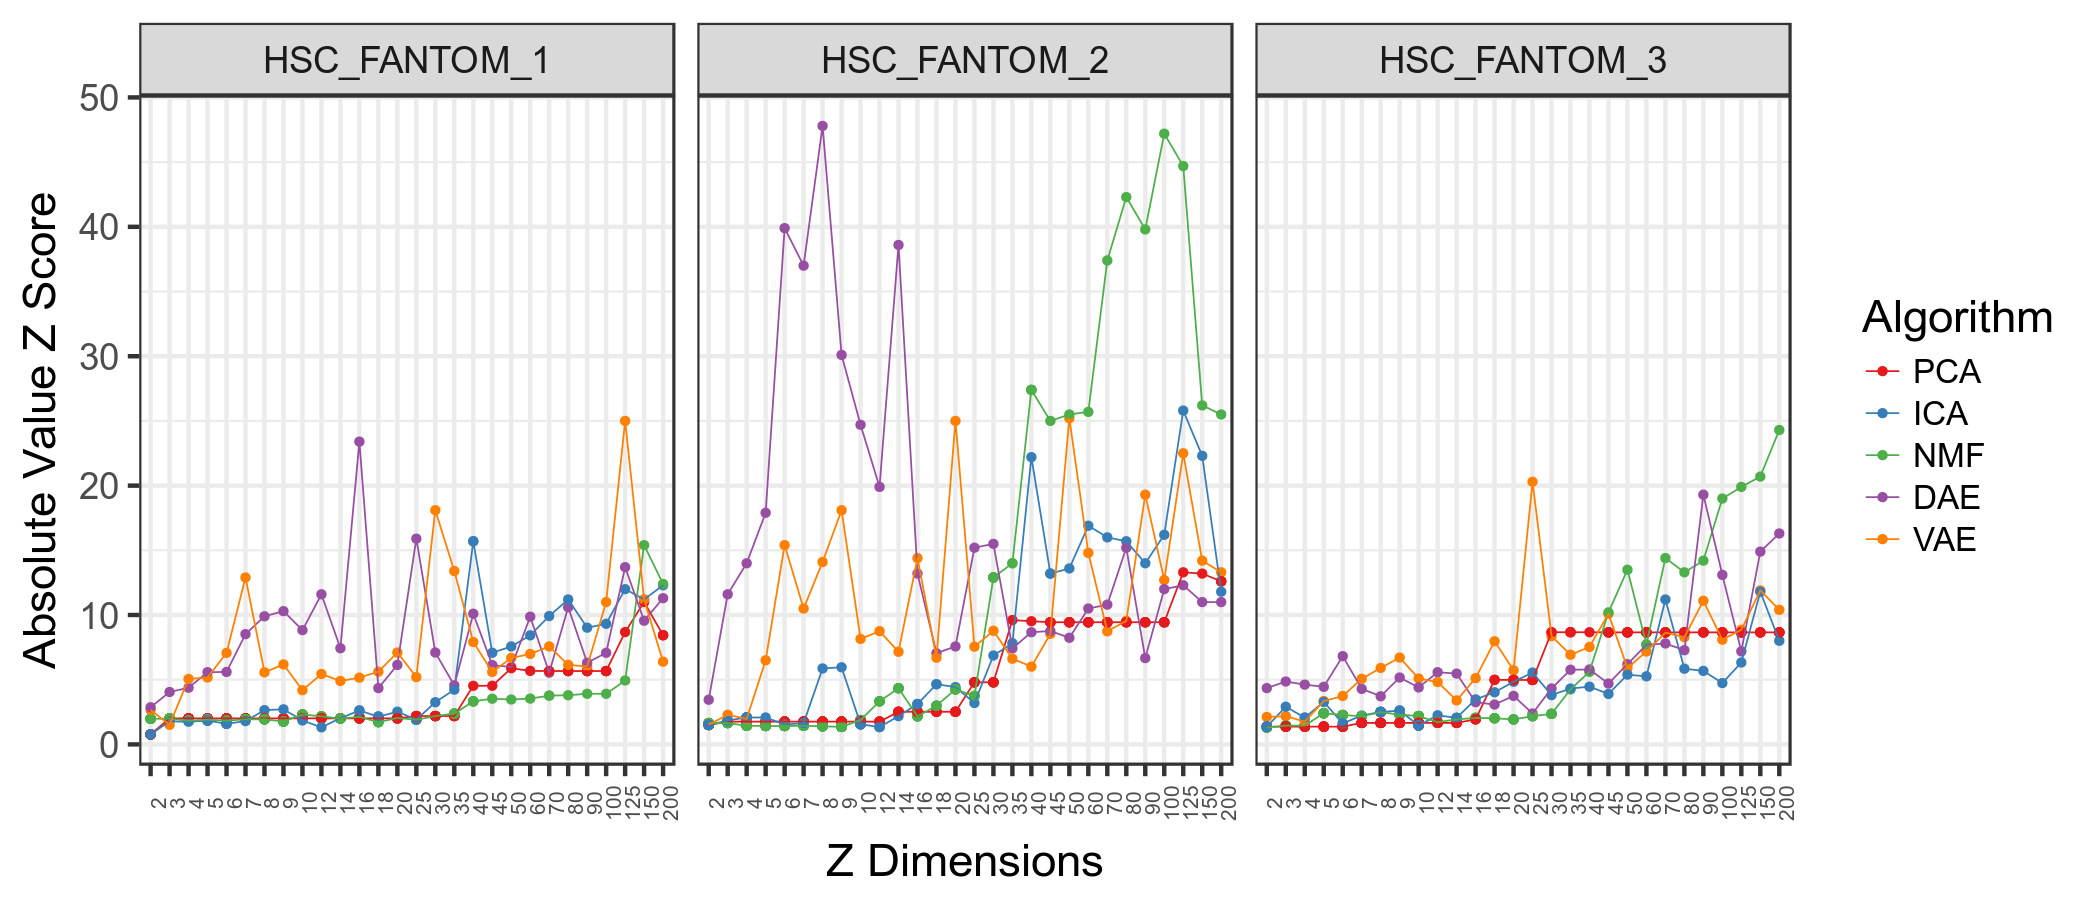 HSC_FANTOM_1 HSC_FANTOM_2 HSC_FANTOM_3
50
40
30
20
10
0
Absolute Value Z Score
2 3 4 5 6 7 8 9 10 12 14 16 18 20 25 30 35 40 45 50 60 70 80 90 100 125 150 200
2 3 4 5 6 7 8 9 10 12 14 16 18 20 25 30 35 40 45 50 60 70 80 90 100 125 150 200
2 3 4 5 6 7 8 9 10 12 14 16 18 20 25 30 35 40 45 50 60 70 80 90 100 125 150 200
Z Dimensions
Algorithm
PCA
ICA
NMF
DAE
VAE